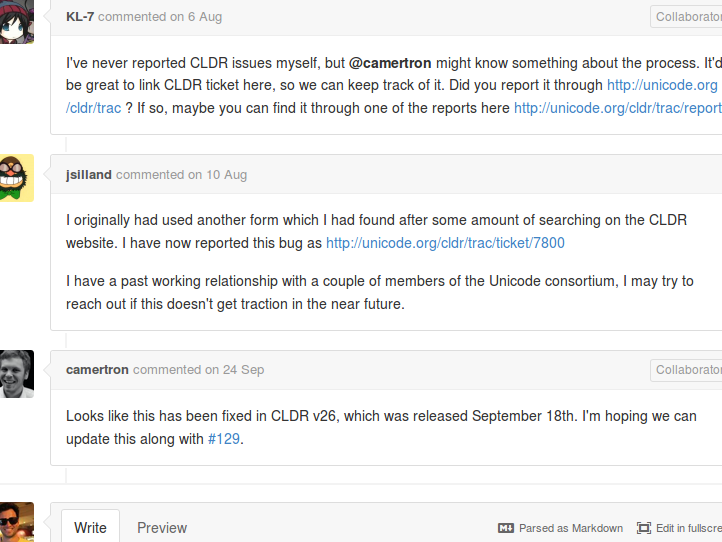 KL-7 commented on 6 Aug
Collaborator
I've never reported CLDR issues myself, but @camertron might know something about the process. It'd
be great to link CLDR ticket here, so we can keep track of it. Did you report it through http://unicode.org
/cldr/trac ? If so, maybe you can find it through one of the reports here http://unicode.org/cldr/trac/report
jsilland commented on 10 Aug
I originally had used another form which I had found after some amount of searching on the CLDR
website. I have now reported this bug as http://unicode.org/cldr/trac/ticket/7800
I have a past working relationship with a couple of members of the Unicode consortium, I may try to
reach out if this doesn't get traction in the near future.
camertron commented on 24 Sep
Collaborator
Looks like this has been fixed in CLDR v26, which was released September 18th. I'm hoping we can
update this along with #129.
Write
Preview
Parsed as Markdown
Edit in fullscre